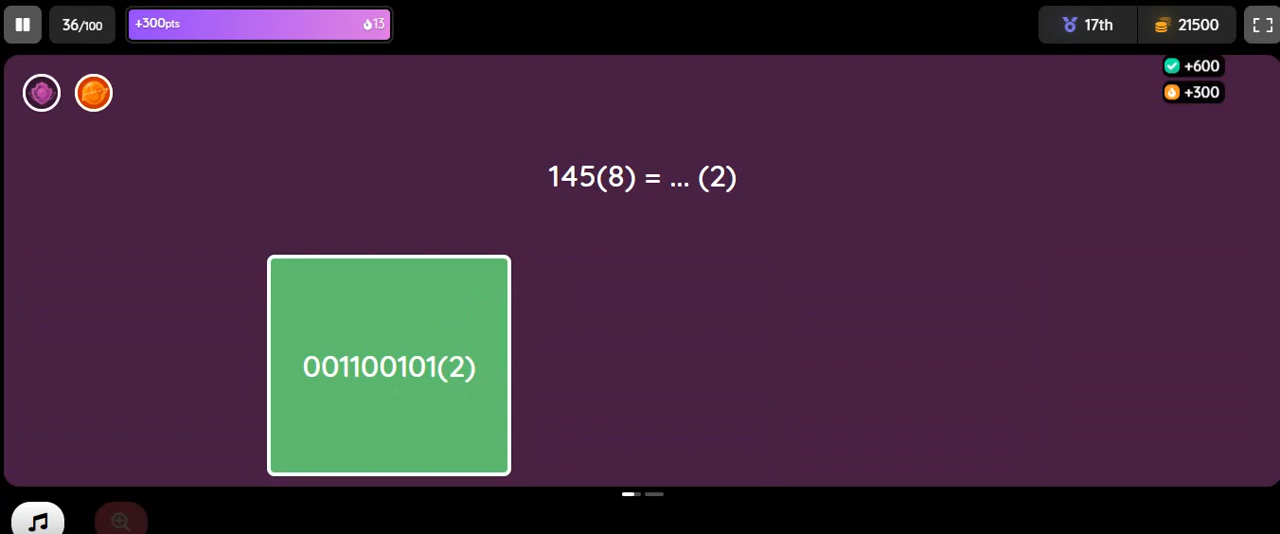 36/100
+300pts
13
17th
21500
+600
+300
145(8) = ... (2)
001100101(2)